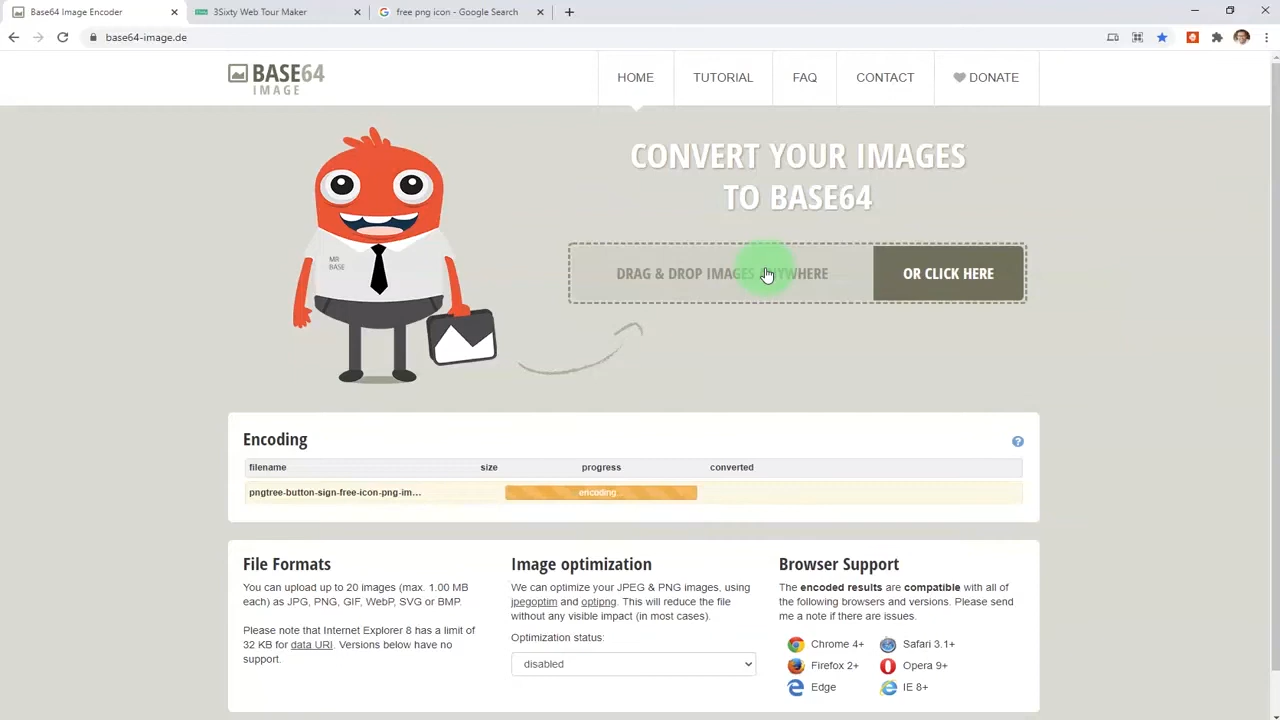 Base64 Image Encoder
3Sixty Web Tour Maker
free png icon - Google Search
base64-image.de
BASE64
IMAGE
HOME
TUTORIAL
FAQ
CONTACT
DONATE
CONVERT YOUR IMAGES
TO BASE64
MR
BASE
DRAG & DROP IMAGES ANYWHERE
OR CLICK HERE
Encoding
filename size progress converted
pngtree-button-sign-free-icon-png-im... encoding...
File Formats
You can upload up to 20 images (max. 1.00 MB
each) as JPG, PNG, GIF, WebP, SVG or BMP.
Please note that Internet Explorer 8 has a limit of
32 KB for data URI. Versions below have no
support.
Image optimization
We can optimize your JPEG & PNG images, using
jpegoptim and optipng. This will reduce the file
without any visible impact (in most cases).
Optimization status:
disabled
Browser Support
The encoded results are compatible with all of
the following browsers and versions. Please send
me a note if there are issues.
Chrome 4+
Safari 3.1+
Firefox 2+
Opera 9+
Edge
IE 8+